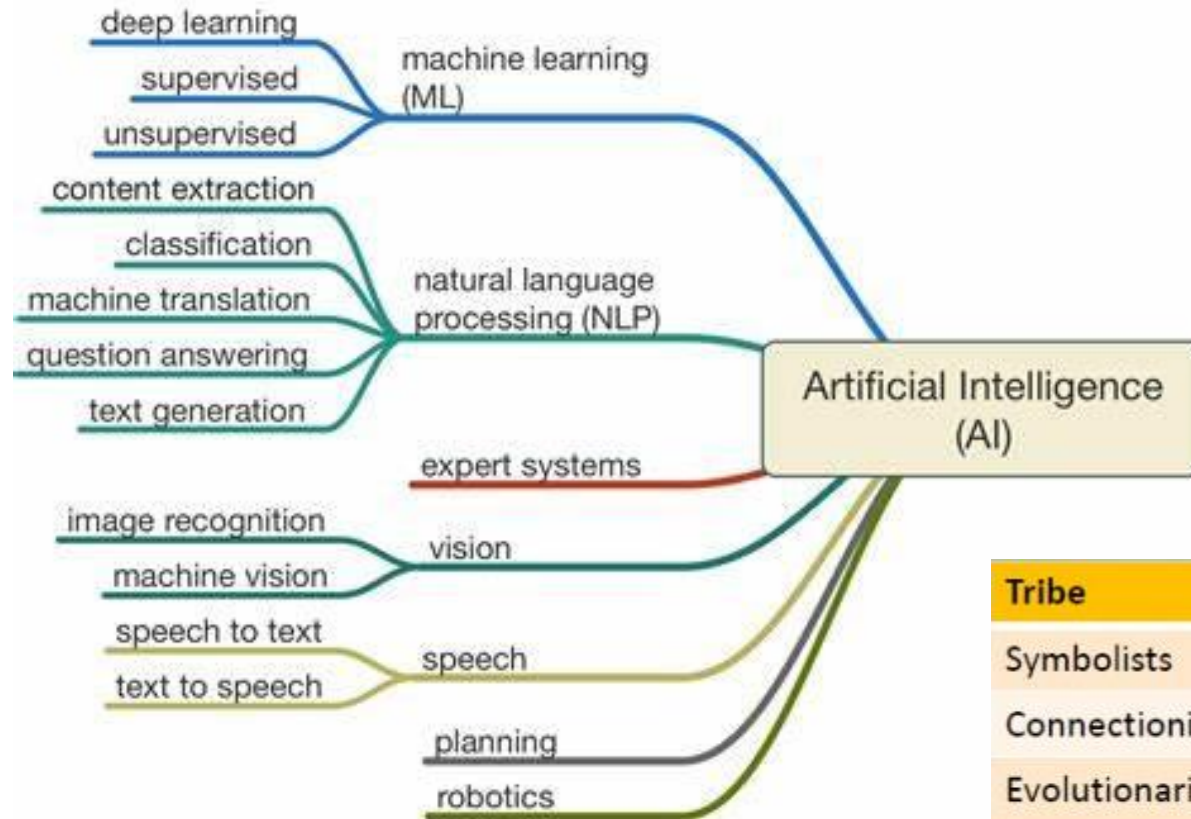 deep learning
supervised
unsupervised
machine learning
(ML)
content extraction
classification
machine translation
question answering
text generation
natural language
processing (NLP)
Artificial Intelligence
(AI)
expert systems
image recognition
machine vision
vision
speech to text
text to speech
speech
planning
robotics
Tribe
Symbolists
Connectioni
Evolutionari